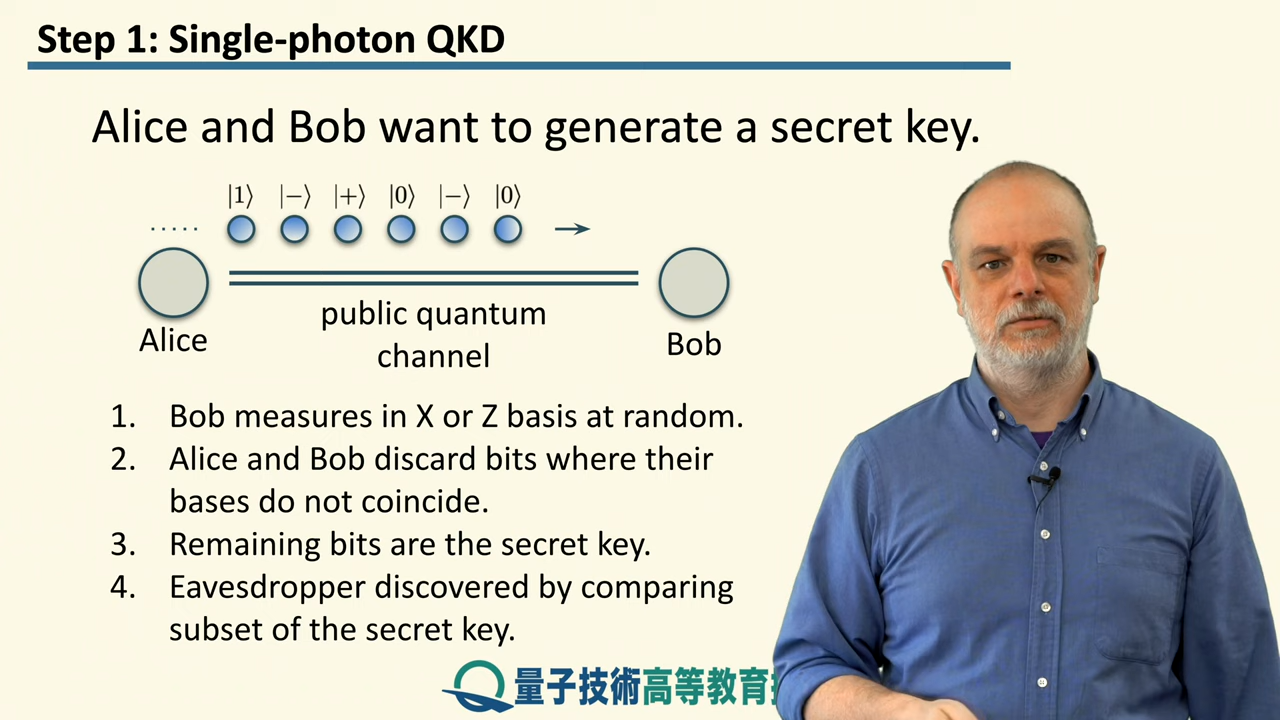 Step 1: Single-photon QKD
Alice and Bob want to generate a secret key.
|1⟩ |−⟩ |+⟩ |0⟩ |−⟩ |0⟩
.....
Alice
public quantum
channel
Bob
1. Bob measures in X or Z basis at random.
2. Alice and Bob discard bits where their
bases do not coincide.
3. Remaining bits are the secret key.
4. Eavesdropper discovered by comparing
subset of the secret key.
量子技術高等教育